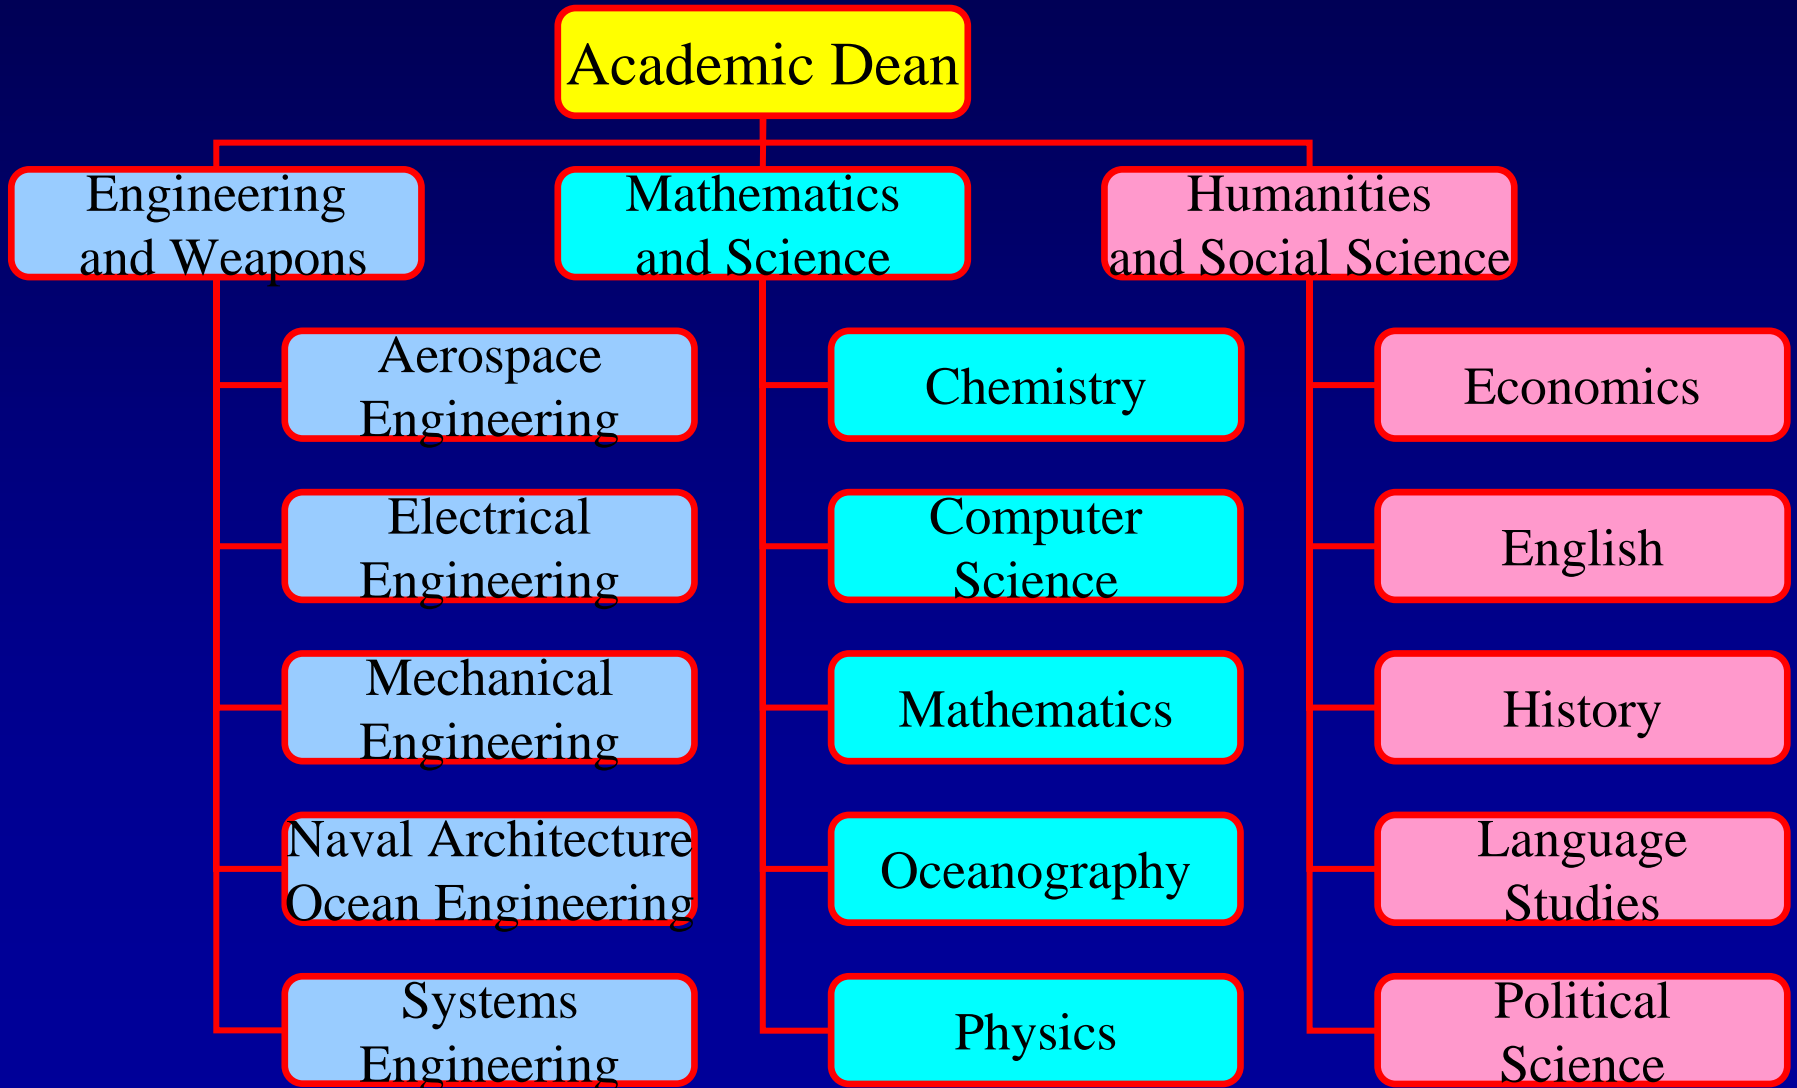 Academic Dean
Engineering
and Weapons
Mathematics
and Science
Humanities
and Social Science
Aerospace
Engineering
Chemistry
Economics
Electrical
Engineering
Computer
Science
English
Mechanical
Engineering
Mathematics
History
Naval Architecture
Ocean Engineering
Oceanography
Language
Studies
Systems
Engineering
Physics
Political
Science